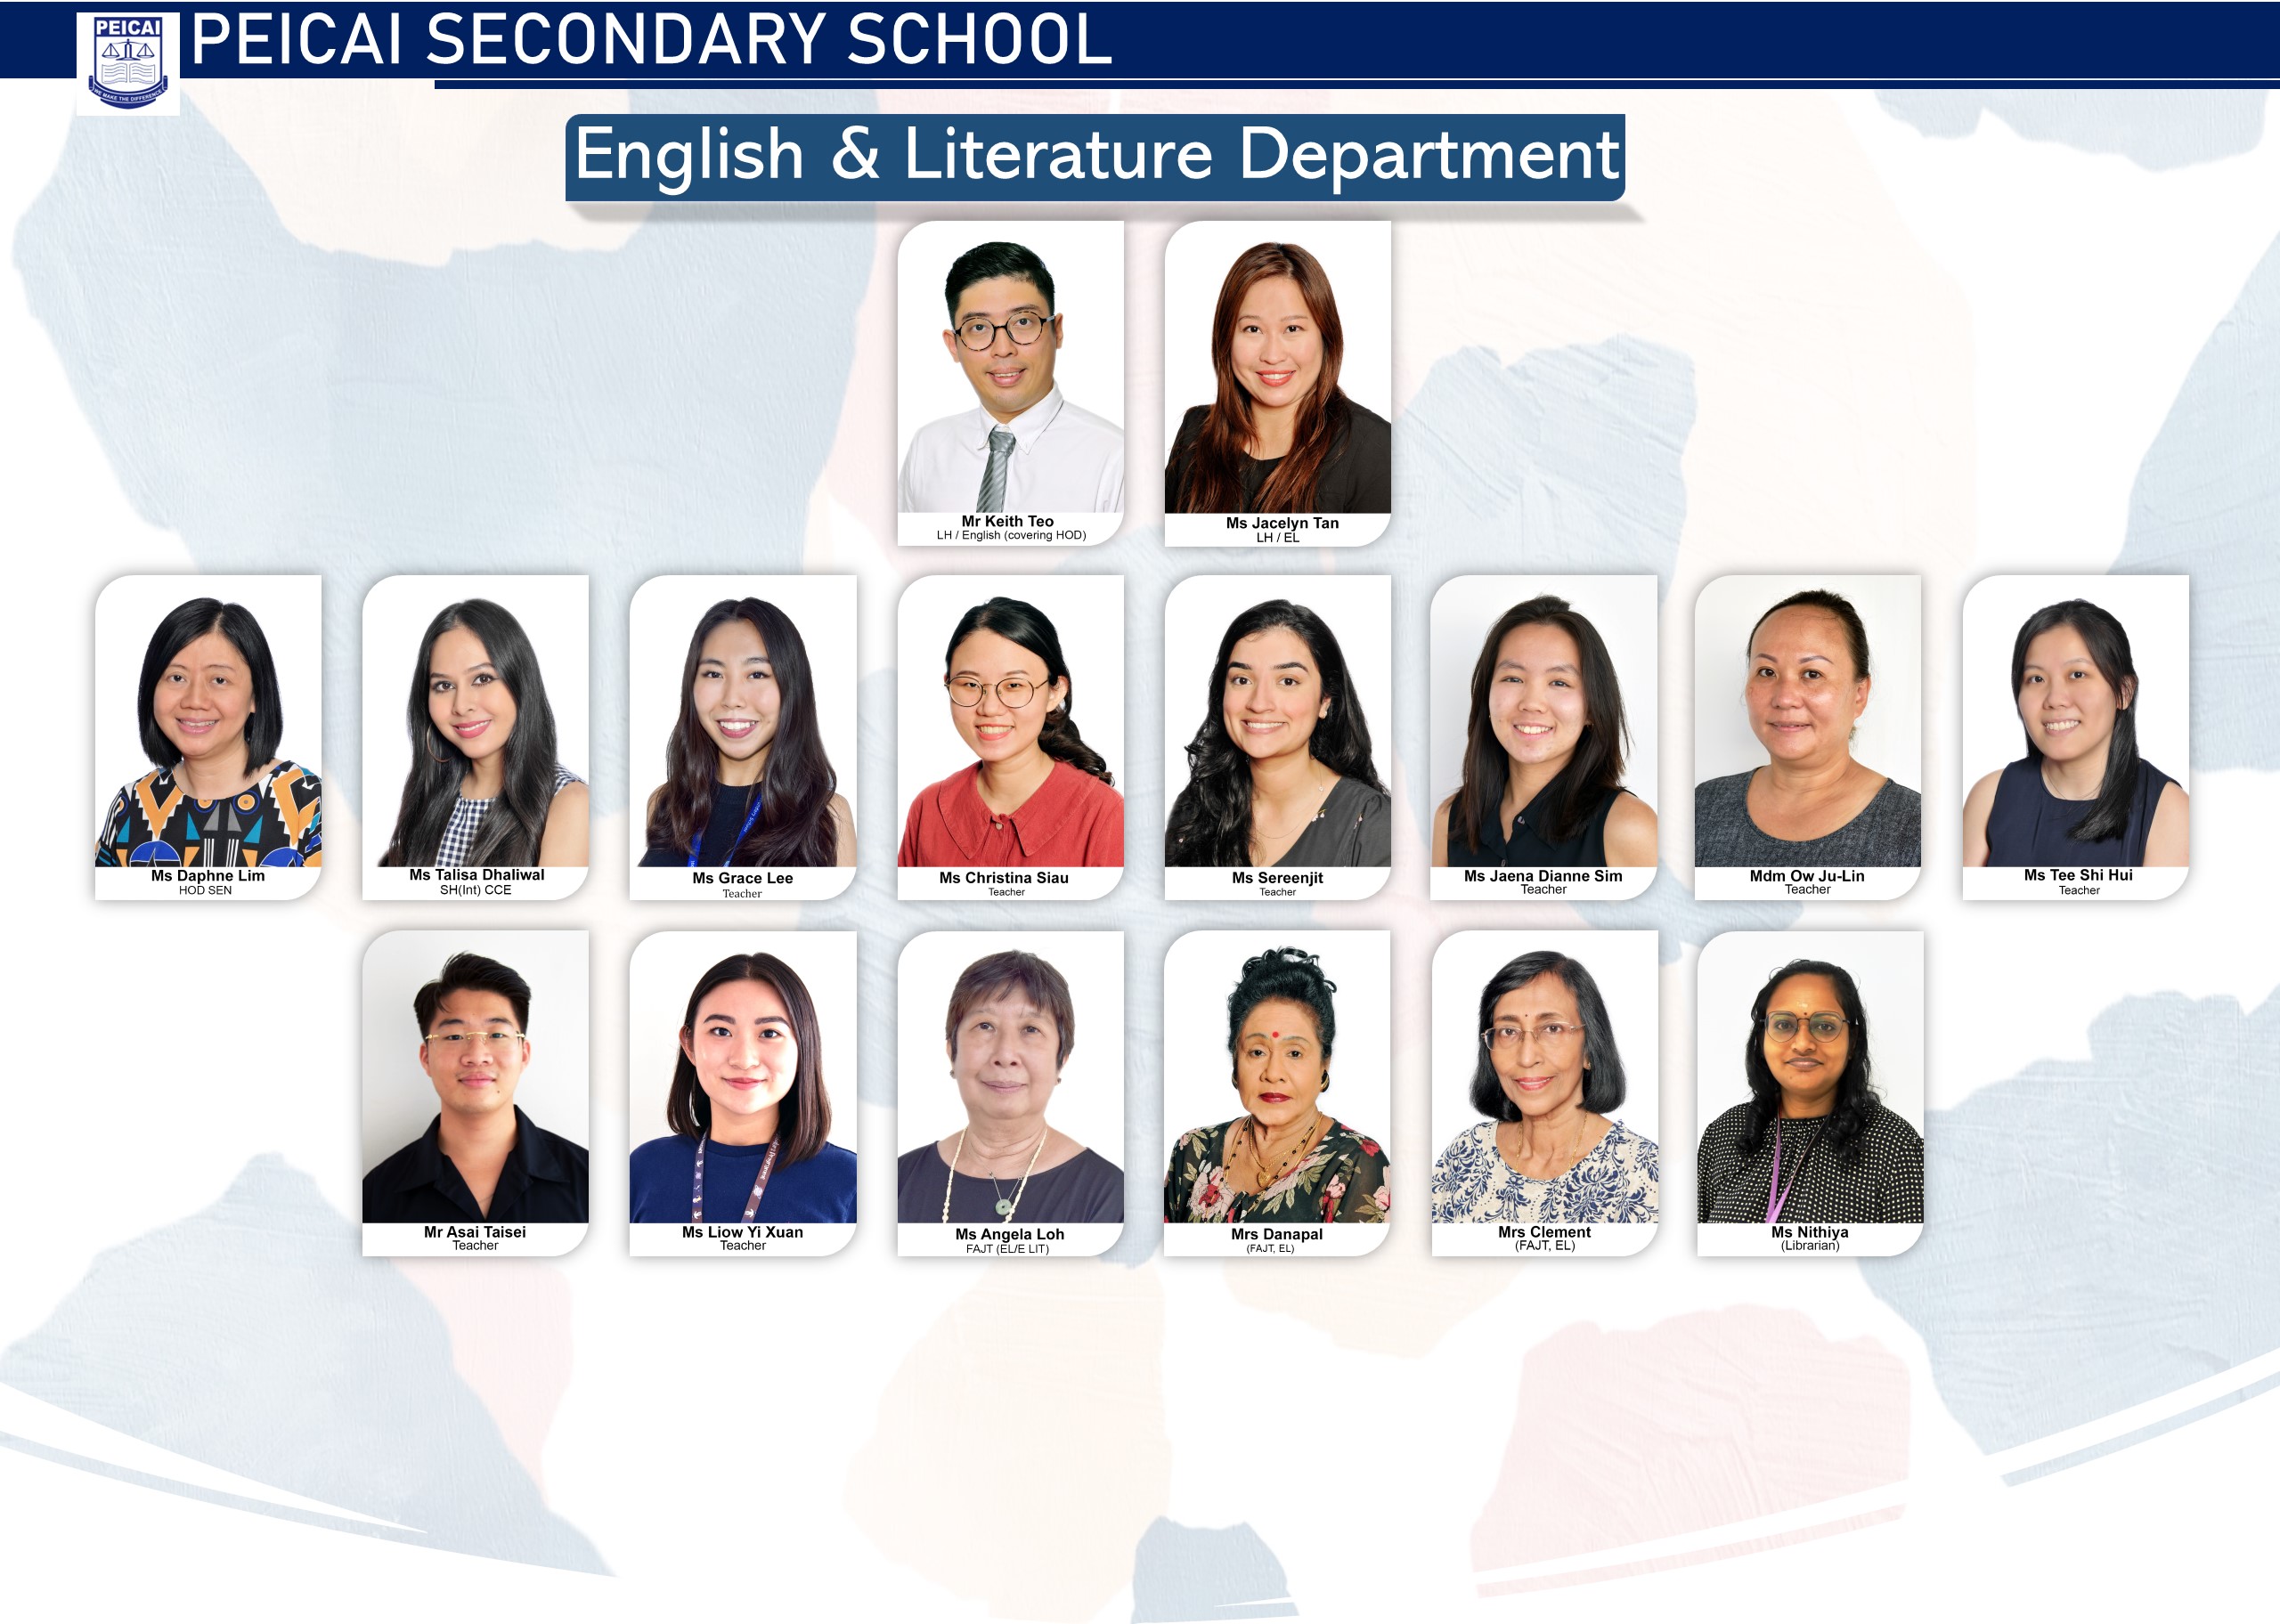 PEICAI
WE MAKE THE DIFFERENCE
PEICAI SECONDARY SCHOOL
English & Literature Department
Mr Keith Teo
LH / English (covering HOD)
Ms Jacelyn Tan
LH / EL
Ms Daphne Lim
HOD SEN
Ms Talisa Dhaliwal
SH(Int) CCE
Ms Grace Lee
Teacher
Ms Christina Siau
Teacher
Ms Sereenjit
Teacher
Ms Jaena Dianne Sim
Teacher
Mdm Ow Ju-Lin
Teacher
Ms Tee Shi Hui
Teacher
Mr Asai Taisei
Teacher
Ms Liow Yi Xuan
Teacher
Ms Angela Loh
FAJT (EL/E LIT)
Mrs Danapal
(FAJT, EL)
Mrs Clement
(FAJT, EL)
Ms Nithiya
(Librarian)